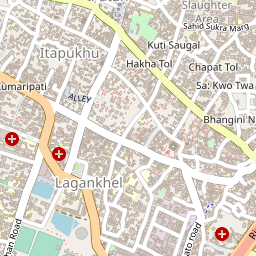 Slaughter
Area
Sahid Sukra Marg
Kuti Saugal
Itapukhu
Hakha Tol
Chapat Tol
Kumaripati
Sa: Kwo Twa
ALLEY
Bhangini N
Lagankhel
han Road
ato road
Ri